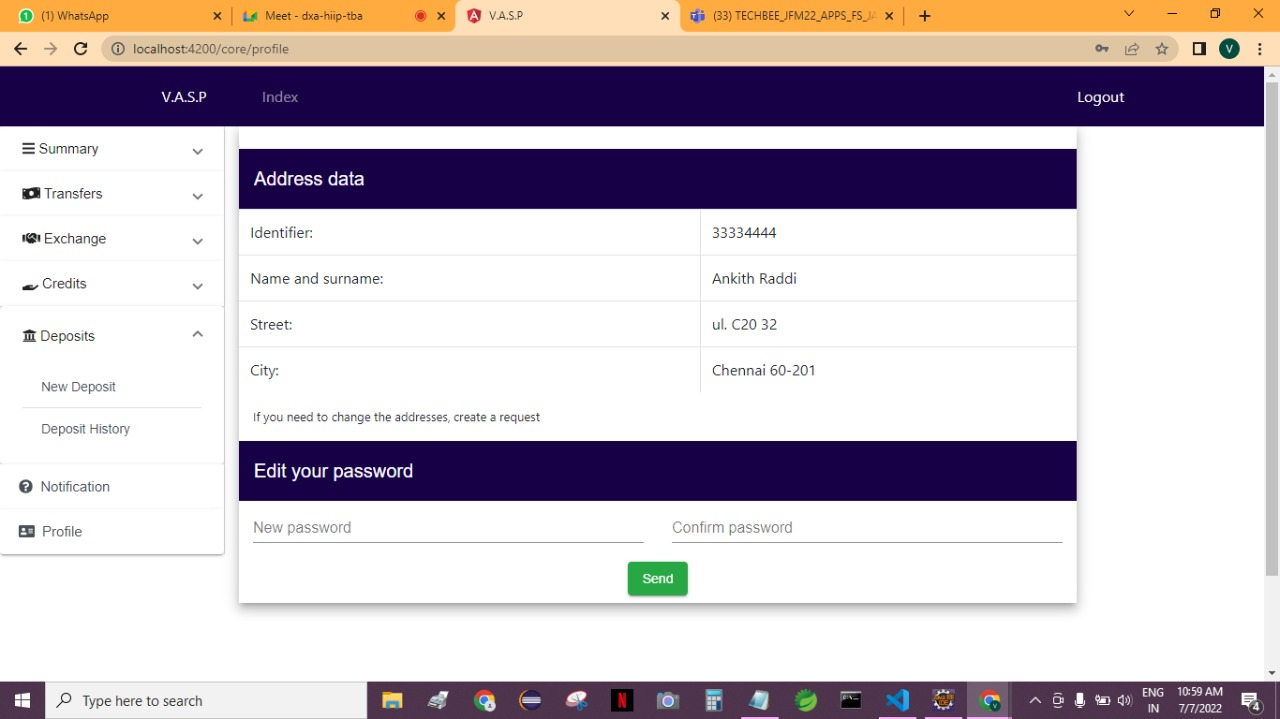 (1) WhatsApp
Meet - dxa-hiip-tba
V.A.S.P
(33) TECHBEE_JFM22_APPS_FS_JA
localhost:4200/core/profile
V
V.A.S.P
Index
Logout
Summary
Transfers
Exchange
Credits
Deposits
New Deposit
Deposit History
Notification
Profile
Address data
Identifier: 33334444
Name and surname: Ankith Raddi
Street: ul. C20 32
City: Chennai 60-201
If you need to change the addresses, create a request
Edit your password
New password
Confirm password
Send
Type here to search
ENG
IN
10:59 AM
7/7/2022
4